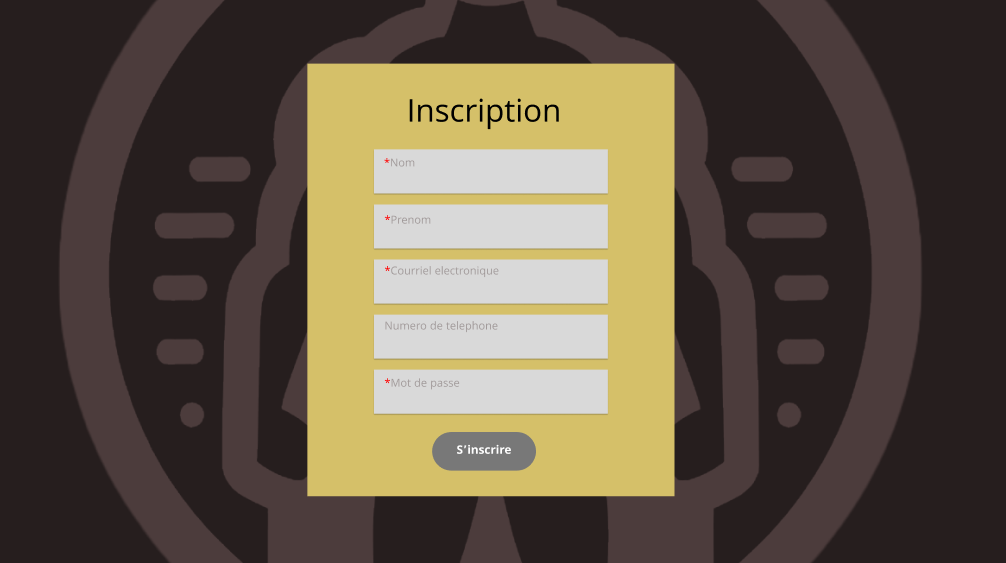 Inscription
*Nom
*Prenom
*Courriel electronique
Numero de telephone
*Mot de passe
S'inscrire